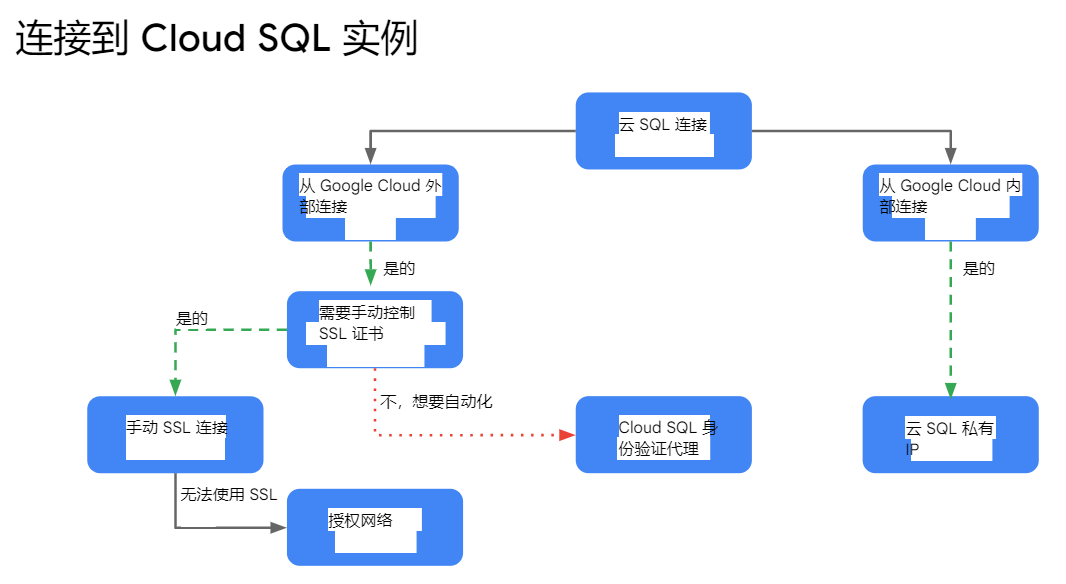 连接到 Cloud SQL 实例
云 SQL 连接
从 Google Cloud 外
部连接
从 Google Cloud 内
部连接
是的
是的
需要手动控制
SSL 证书
是的
不，想要自动化
手动 SSL 连接
Cloud SQL 身
份验证代理
云 SQL 私有
IP
无法使用 SSL
授权网络